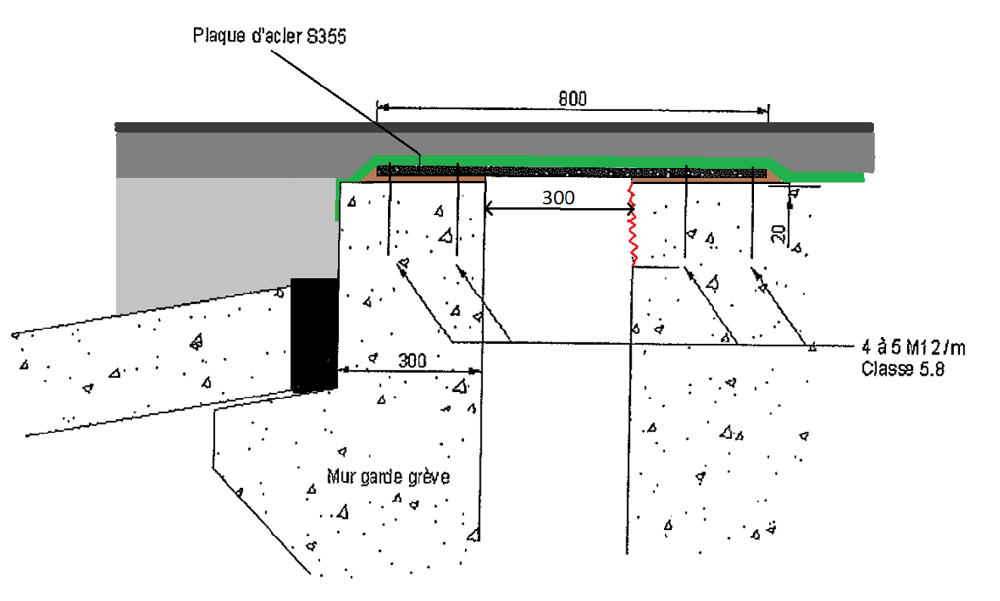 Plaque d'acier S355
800
300
20
4 à 5 M12/m
Classe 5.8
300
Mur garde grève